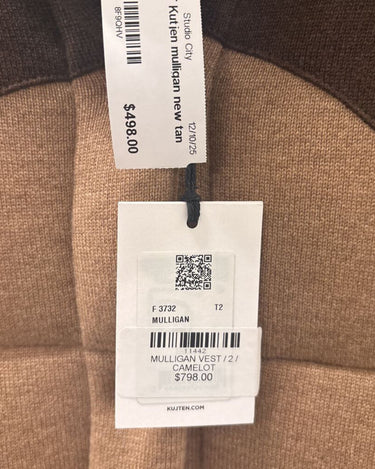 Studio City
12/10/25
Kutjen mulligan new tan
$498.00
8F9QHV
F 3732 T2
MULLIGAN
11442
MULLIGAN VEST / 2 /
CAMELOT
$798.00
KUJTEN.COM